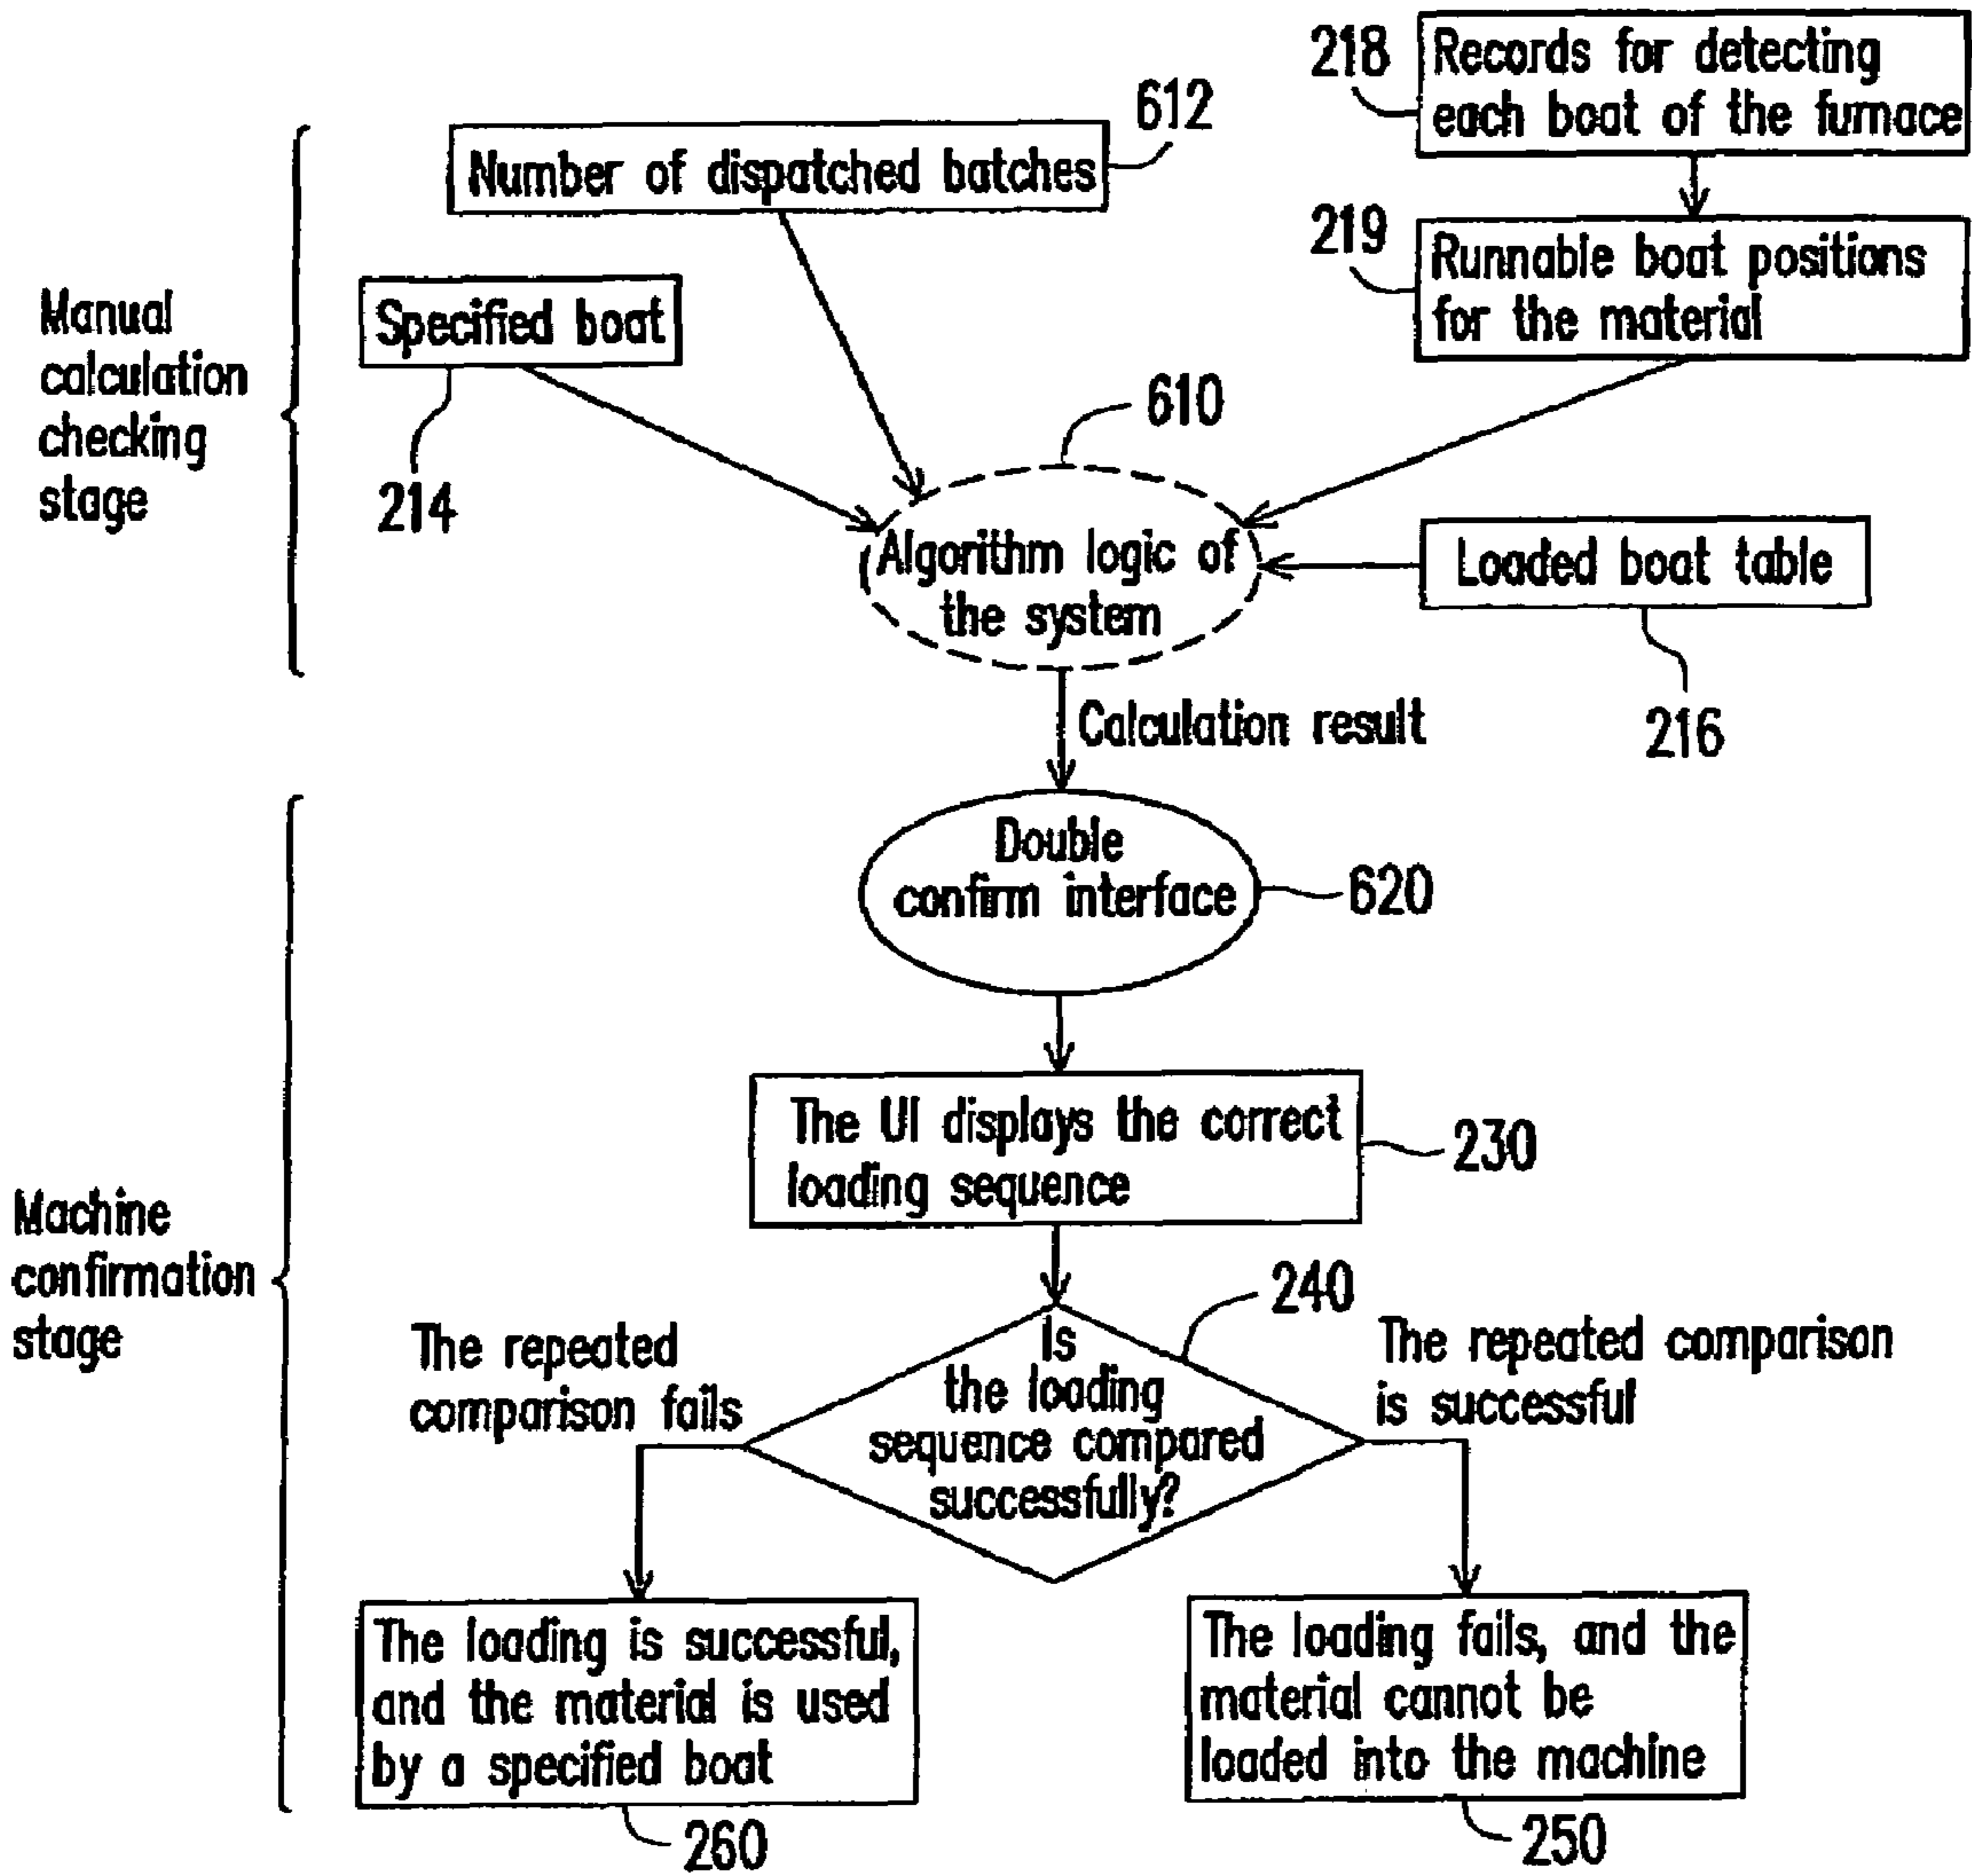 218
Records for detecting
each boat of the furnace
612
Number of dispatched batches
219
Runnable boat positions
for the material
Specified boat
214
Manual
calculation
checking
stage
610
Algorithm logic of
the system
Loaded boat table
216
Calculation result
Double
confirm interface
620
The UI displays the correct
loading sequence
230
Machine
confirmation
stage
240
Is
the loading
sequence compared
successfully?
The repeated
comparison fails
The repeated comparison
is successful
The loading is successful,
and the material is used
by a specified boat
260
The loading fails, and the
material cannot be
loaded into the machine
250